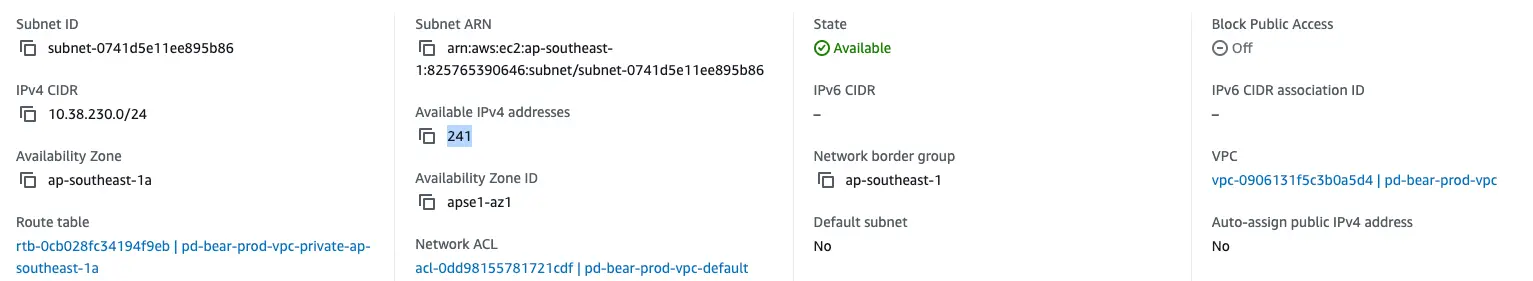 Subnet ID
subnet-0741d5e11ee895b86
IPv4 CIDR
10.38.230.0/24
Availability Zone
ap-southeast-1a
Route table
rtb-0cb028fc34194f9eb | pd-bear-prod-vpc-private-ap-
southeast-1a
Subnet ARN
arn:aws:ec2:ap-southeast-
1:825765390646:subnet/subnet-0741d5e11ee895b86
Available IPv4 addresses
241
Availability Zone ID
apse1-az1
Network ACL
acl-0dd98155781721cdf | pd-bear-prod-vpc-default
State
Available
IPv6 CIDR
–
Network border group
ap-southeast-1
Default subnet
No
Block Public Access
Off
IPv6 CIDR association ID
–
VPC
vpc-0906131f5c3b0a5d4 | pd-bear-prod-vpc
Auto-assign public IPv4 address
No